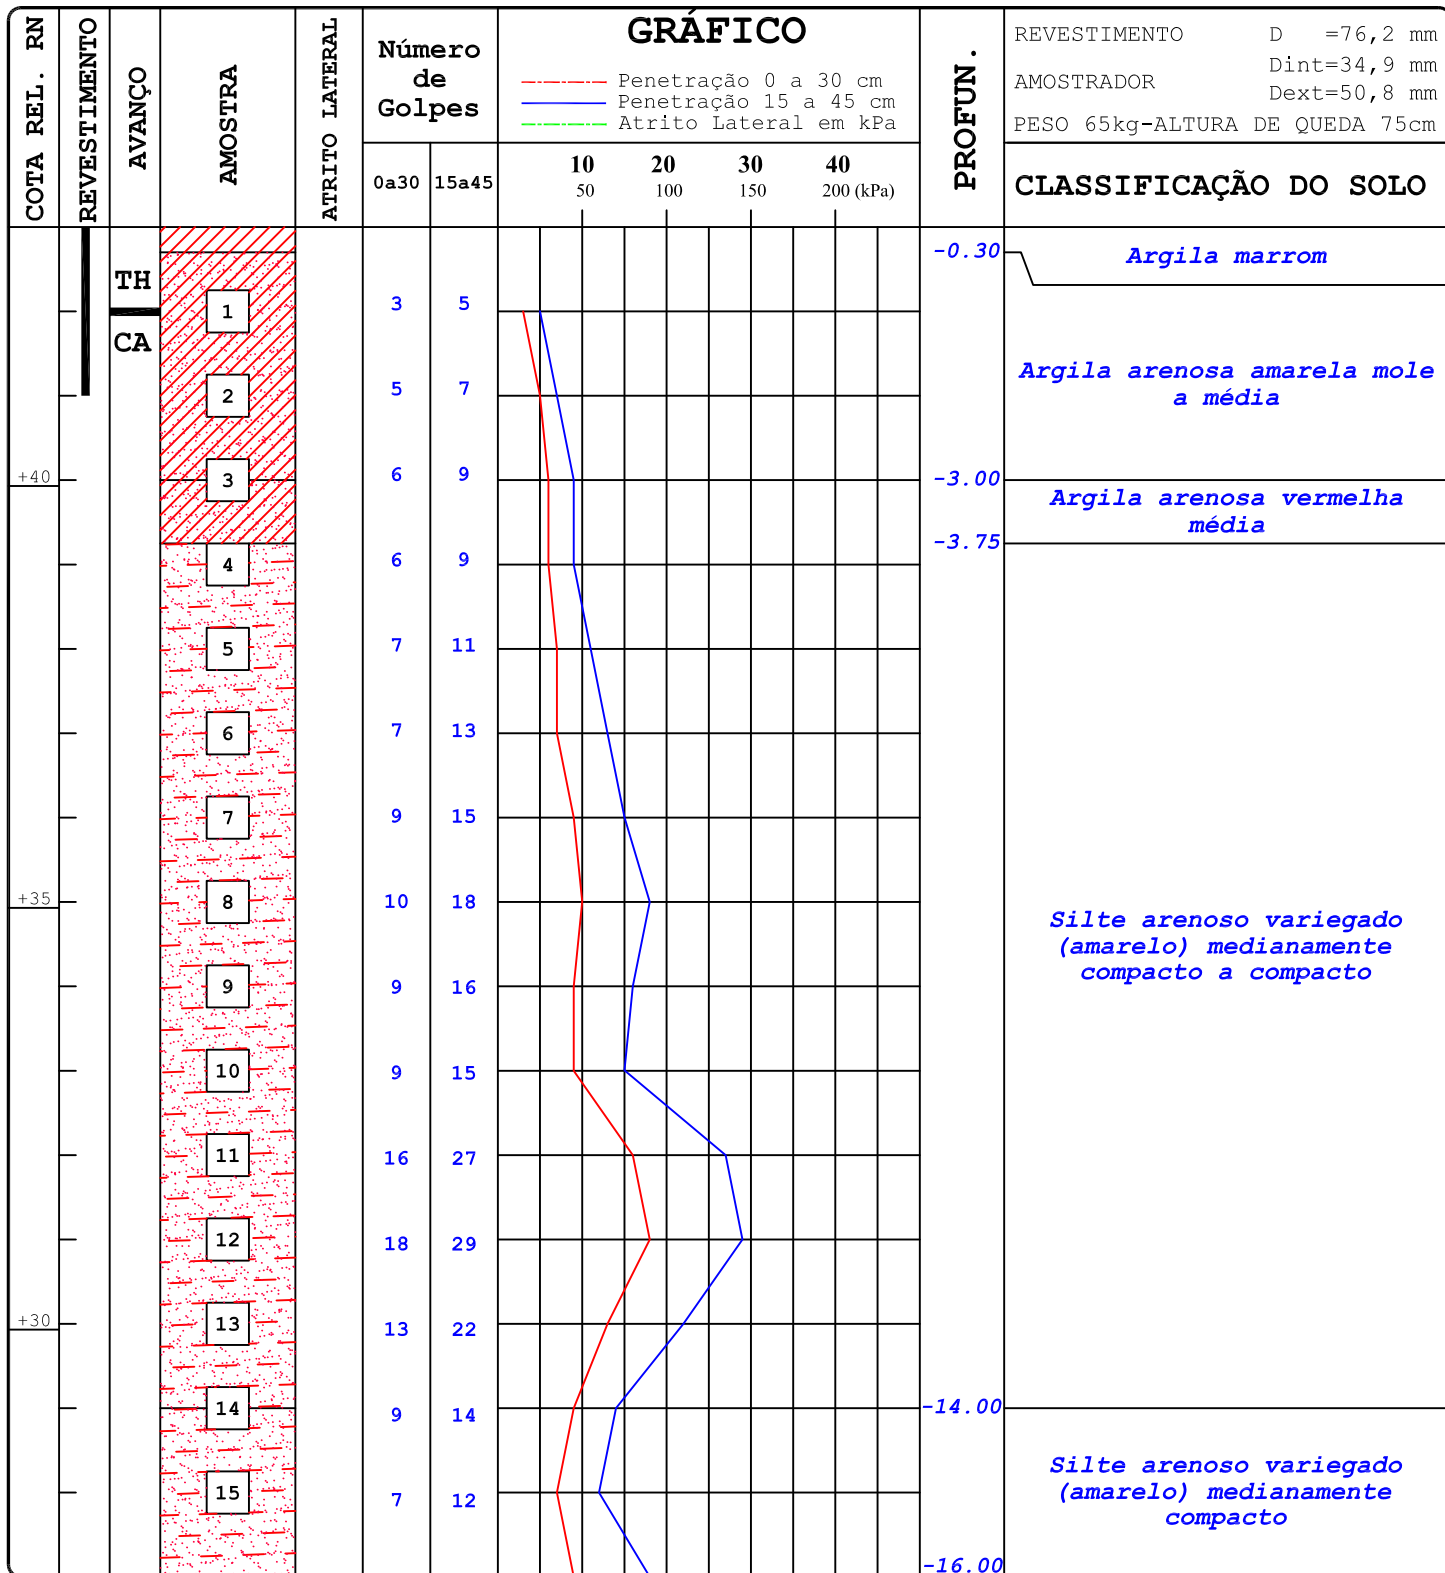 COTA REL. RN
REVESTIMENTO
AVANÇO
AMOSTRA
ATRITO LATERAL
Número
de
Golpes
0a30 15a45
GRÁFICO
Penetração 0 a 30 cm
Penetração 15 a 45 cm
Atrito Lateral em kPa
10 20 30 40
50 100 150 200 (kPa)
PROFUN.
REVESTIMENTO D =76,2 mm
AMOSTRADOR Dint=34,9 mm
Dext=50,8 mm
PESO 65kg-ALTURA DE QUEDA 75cm
CLASSIFICAÇÃO DO SOLO
-0.30 Argila marrom
TH
1 3 5
CA
Argila arenosa amarela mole
a média
2 5 7
+40 3 6 9 -3.00
Argila arenosa vermelha
média
-3.75
4 6 9
5 7 11
6 7 13
7 9 15
+35 8 10 18
Silte arenoso variegado
(amarelo) medianamente
compacto a compacto
9 9 16
10 9 15
11 16 27
12 18 29
+30 13 13 22
14 9 14 -14.00
Silte arenoso variegado
(amarelo) medianamente
compacto
15 7 12
-16.00